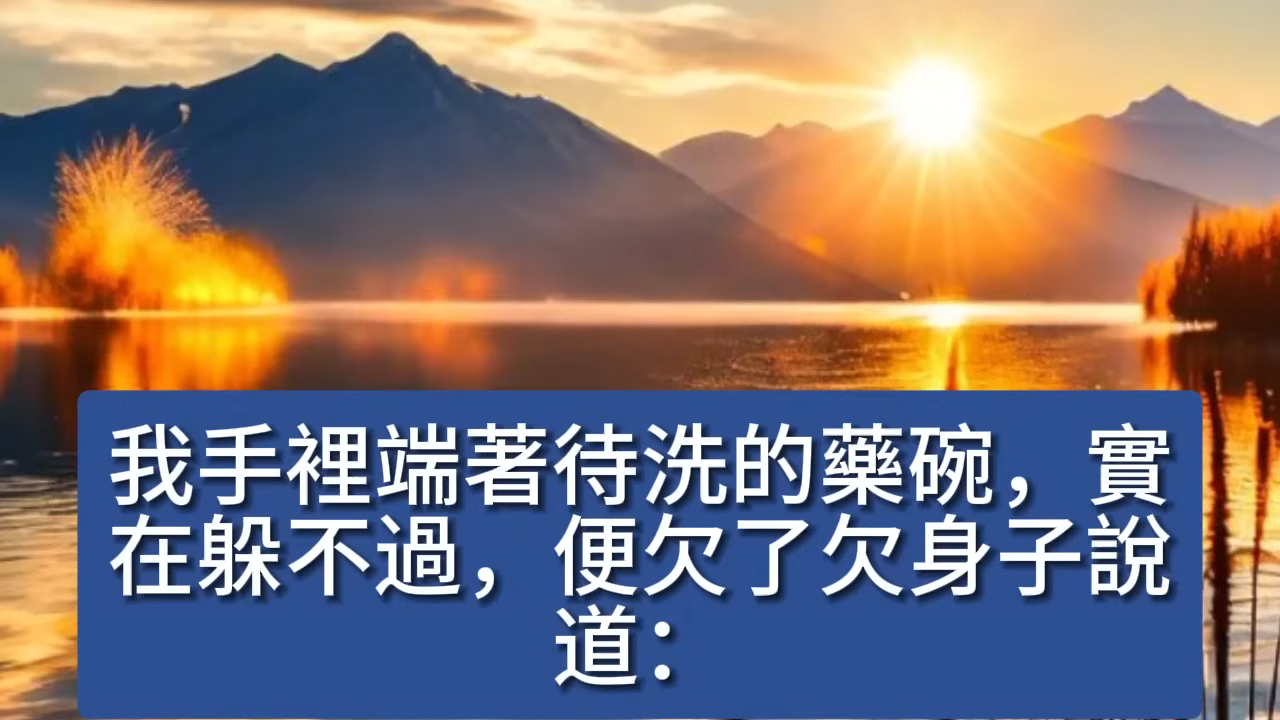 我手裡端著待洗的藥碗，實
在躲不過，便欠了欠身子說
道：